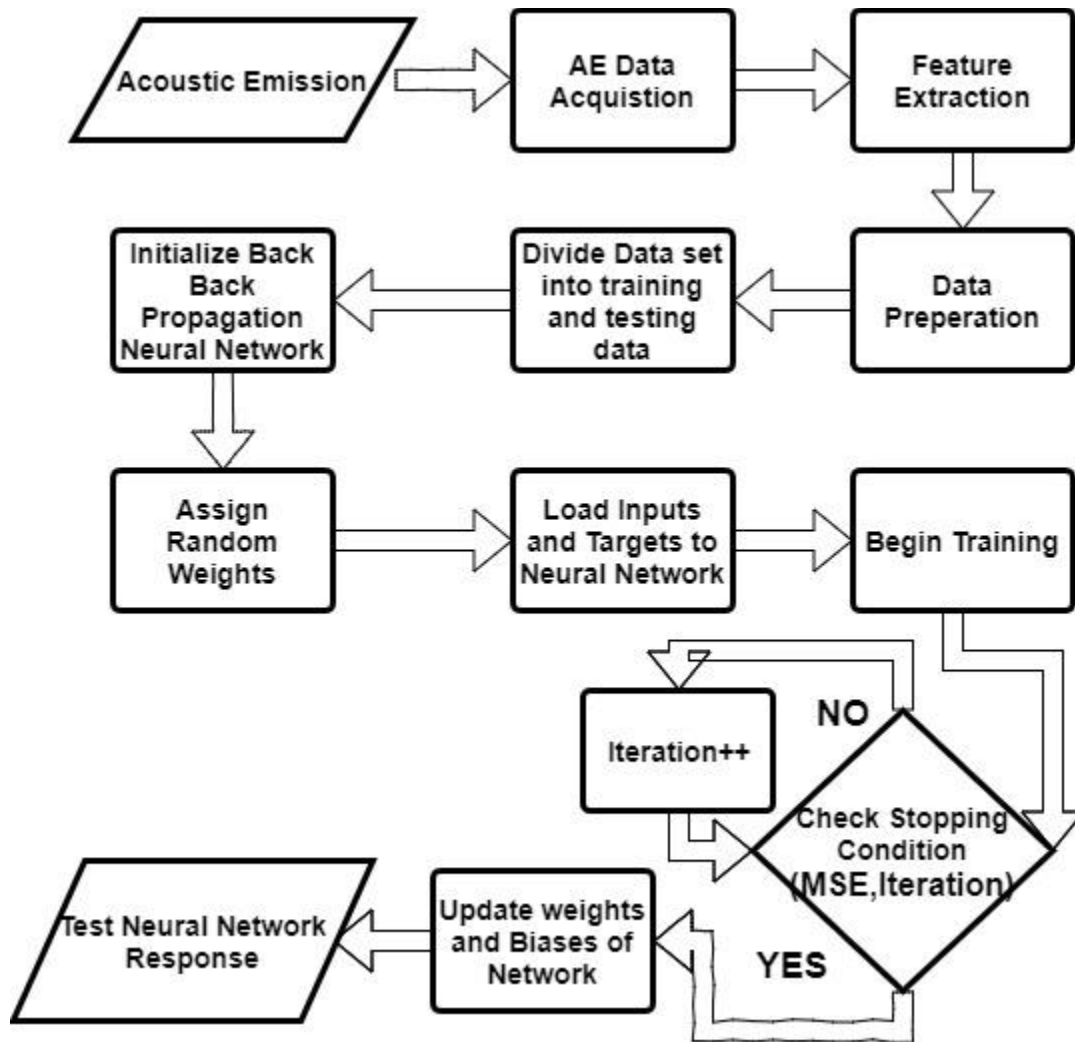 Acoustic Emission
AE Data
Acquistion
Feature
Extraction
Initialize Back
Back
Propagation
Neural Network
Divide Data set
into training
and testing
data
Data
Preperation
Assign
Random
Weights
Load Inputs
and Targets to
Neural Network
Begin Training
NO
Iteration++
Check Stopping
Condition
(MSE,Iteration)
YES
Update weights
and Biases of
Network
Test Neural Network
Response